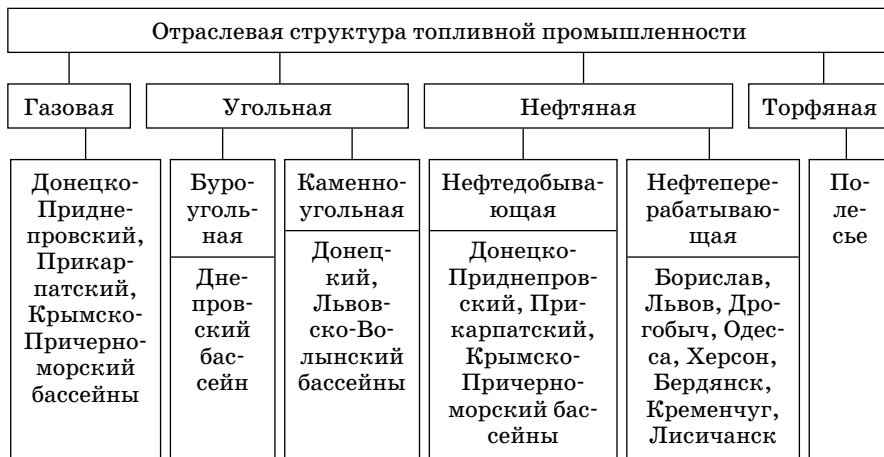 Отраслевая структура топливной промышленности
Газовая
Угольная
Нефтяная
Торфяная
Донецко-
Придне-
провский,
Прикар-
патский,
Крымско-
Причерно-
морский
бассейны
Буро-
уголь-
ная
Дне-
пров-
ский
бас-
сейн
Каменно-
угольная
Донец-
кий,
Львов-
ско-Во-
лынский
бассейны
Нефтедобыва-
ющая
Донецко-
Приднепров-
ский, При-
карпатский,
Крымско-
Причерно-
морский бас-
сейны
Нефтепере-
рабатываю-
щая
Борислав,
Львов, Дро-
гобыч, Одес-
са, Херсон,
Бердянск,
Кременчуг,
Лисичанск
По-
ле-
сье